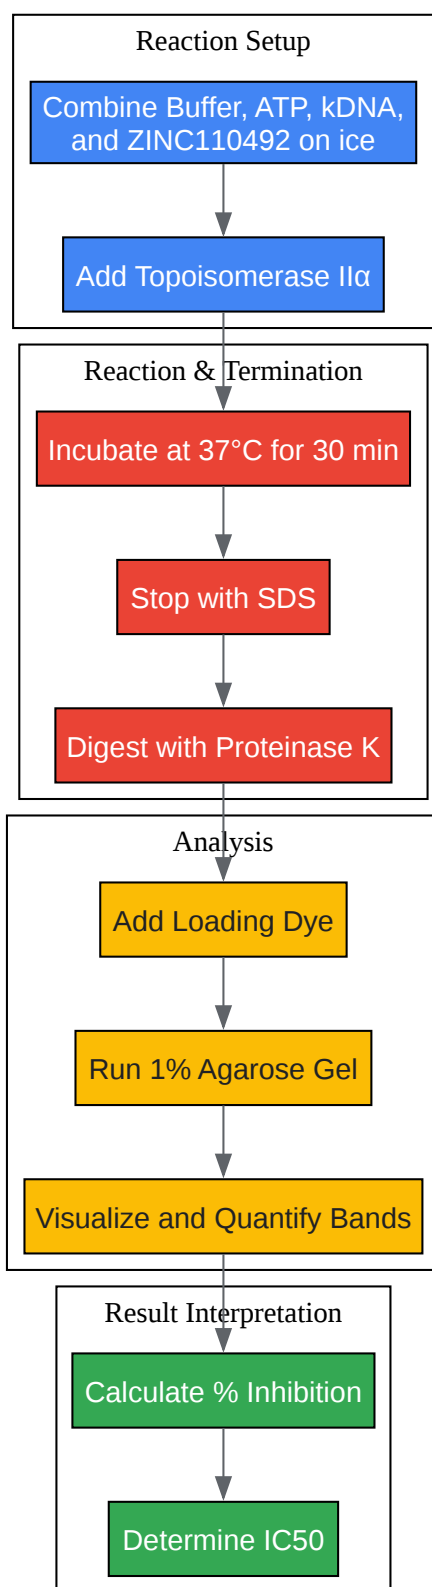 Reaction Setup
Combine Buffer, ATP, kDNA,
and ZINC110492 on ice
Add Topoisomerase IIα
Reaction & Termination
Incubate at 37°C for 30 min
Stop with SDS
Digest with Proteinase K
Analysis
Add Loading Dye
Run 1% Agarose Gel
Visualize and Quantify Bands
Result Interpretation
Calculate % Inhibition
Determine IC50